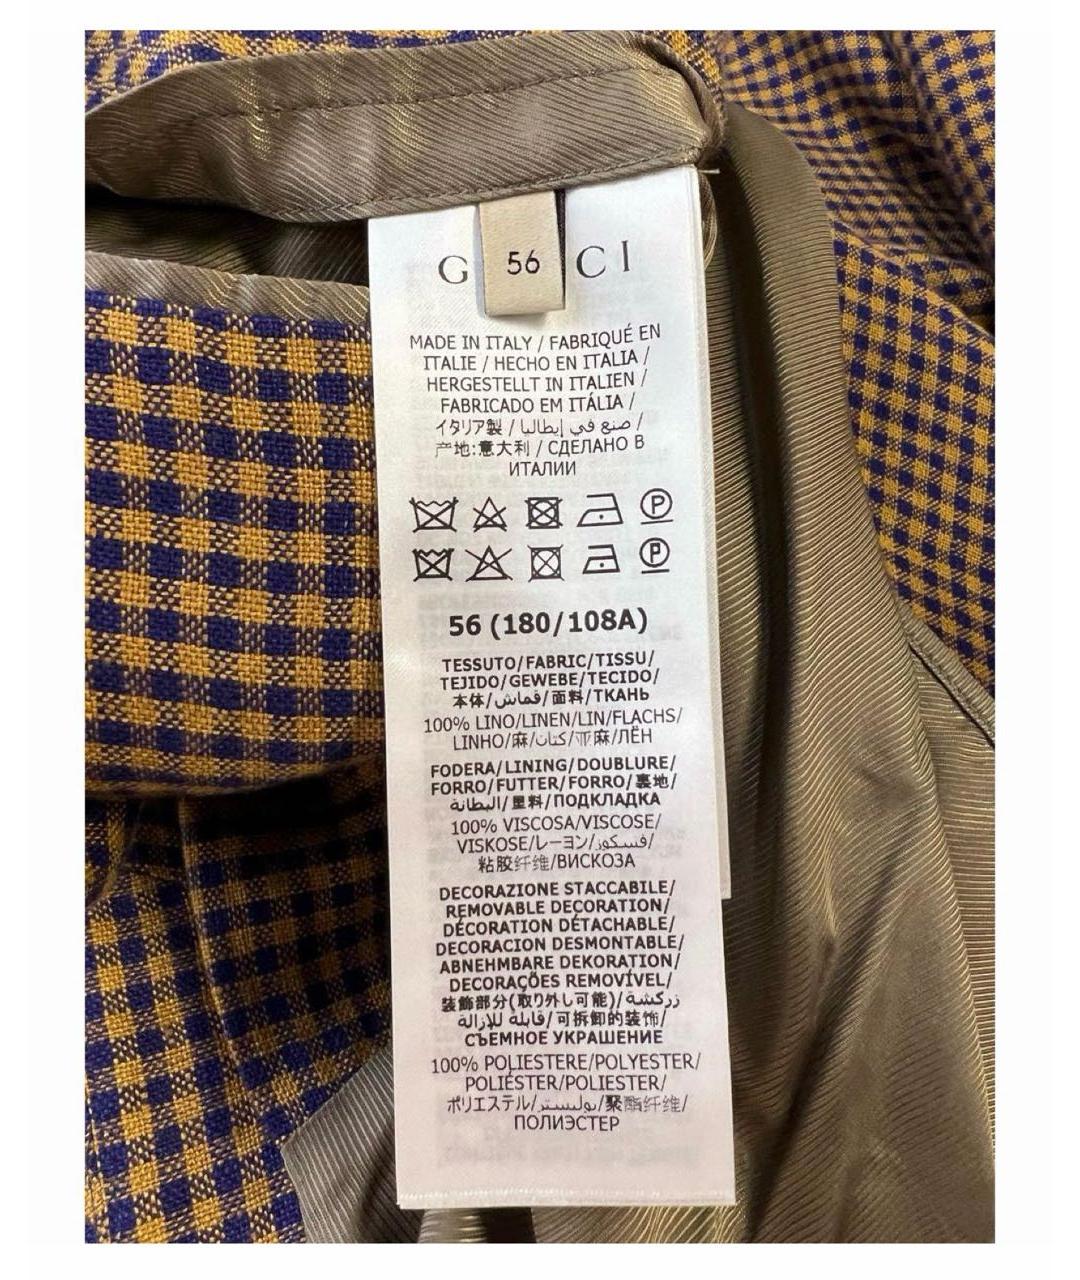 G CI
56
MADE IN ITALY / FABRIQUÉ EN
ITALIE / HECHO EN ITALIA /
HERGESTELLT IN ITALIEN /
FABRICADO EM ITÁLIA /
イタリア製 / صنع في إيطاليا /
产地:意大利 / СДЕЛАНО В
ИТАЛИИ
P
P
56 (180/108A)
TESSUTO/FABRIC/TISSU/
TEJIDO/GEWEBE/TECIDO/
本体/قماش/面料/ТКАНЬ
100% LINO/LINEN/LIN/FLACHS/
LINHO/麻/كتان/亚麻/ЛЁН
FODERA/LINING/DOUBLURE/
FORRO/FUTTER/FORRO/裏地/
البطانة/里料/ПОДКЛАДКА
100% VISCOSA/VISCOSE/
VISKOSE/レーヨン/فسكوز/
粘胶纤维/ВИСКОЗА
DECORAZIONE STACCABILE/
REMOVABLE DECORATION/
DÉCORATION DÉTACHABLE/
DECORACION DESMONTABLE/
ABNEHMBARE DEKORATION/
DECORAÇÕES REMOVÍVEL/
装飾部分(取り外し可能)/زركشة
قابلة للإزالة/可拆卸的装饰/
СЪЕМНОЕ УКРАШЕНИЕ
100% POLIESTERE/POLYESTER/
POLIÉSTER/POLIESTER/
ポリエステル/بوليستر/聚酯纤维/
ПОЛИЭСТЕР